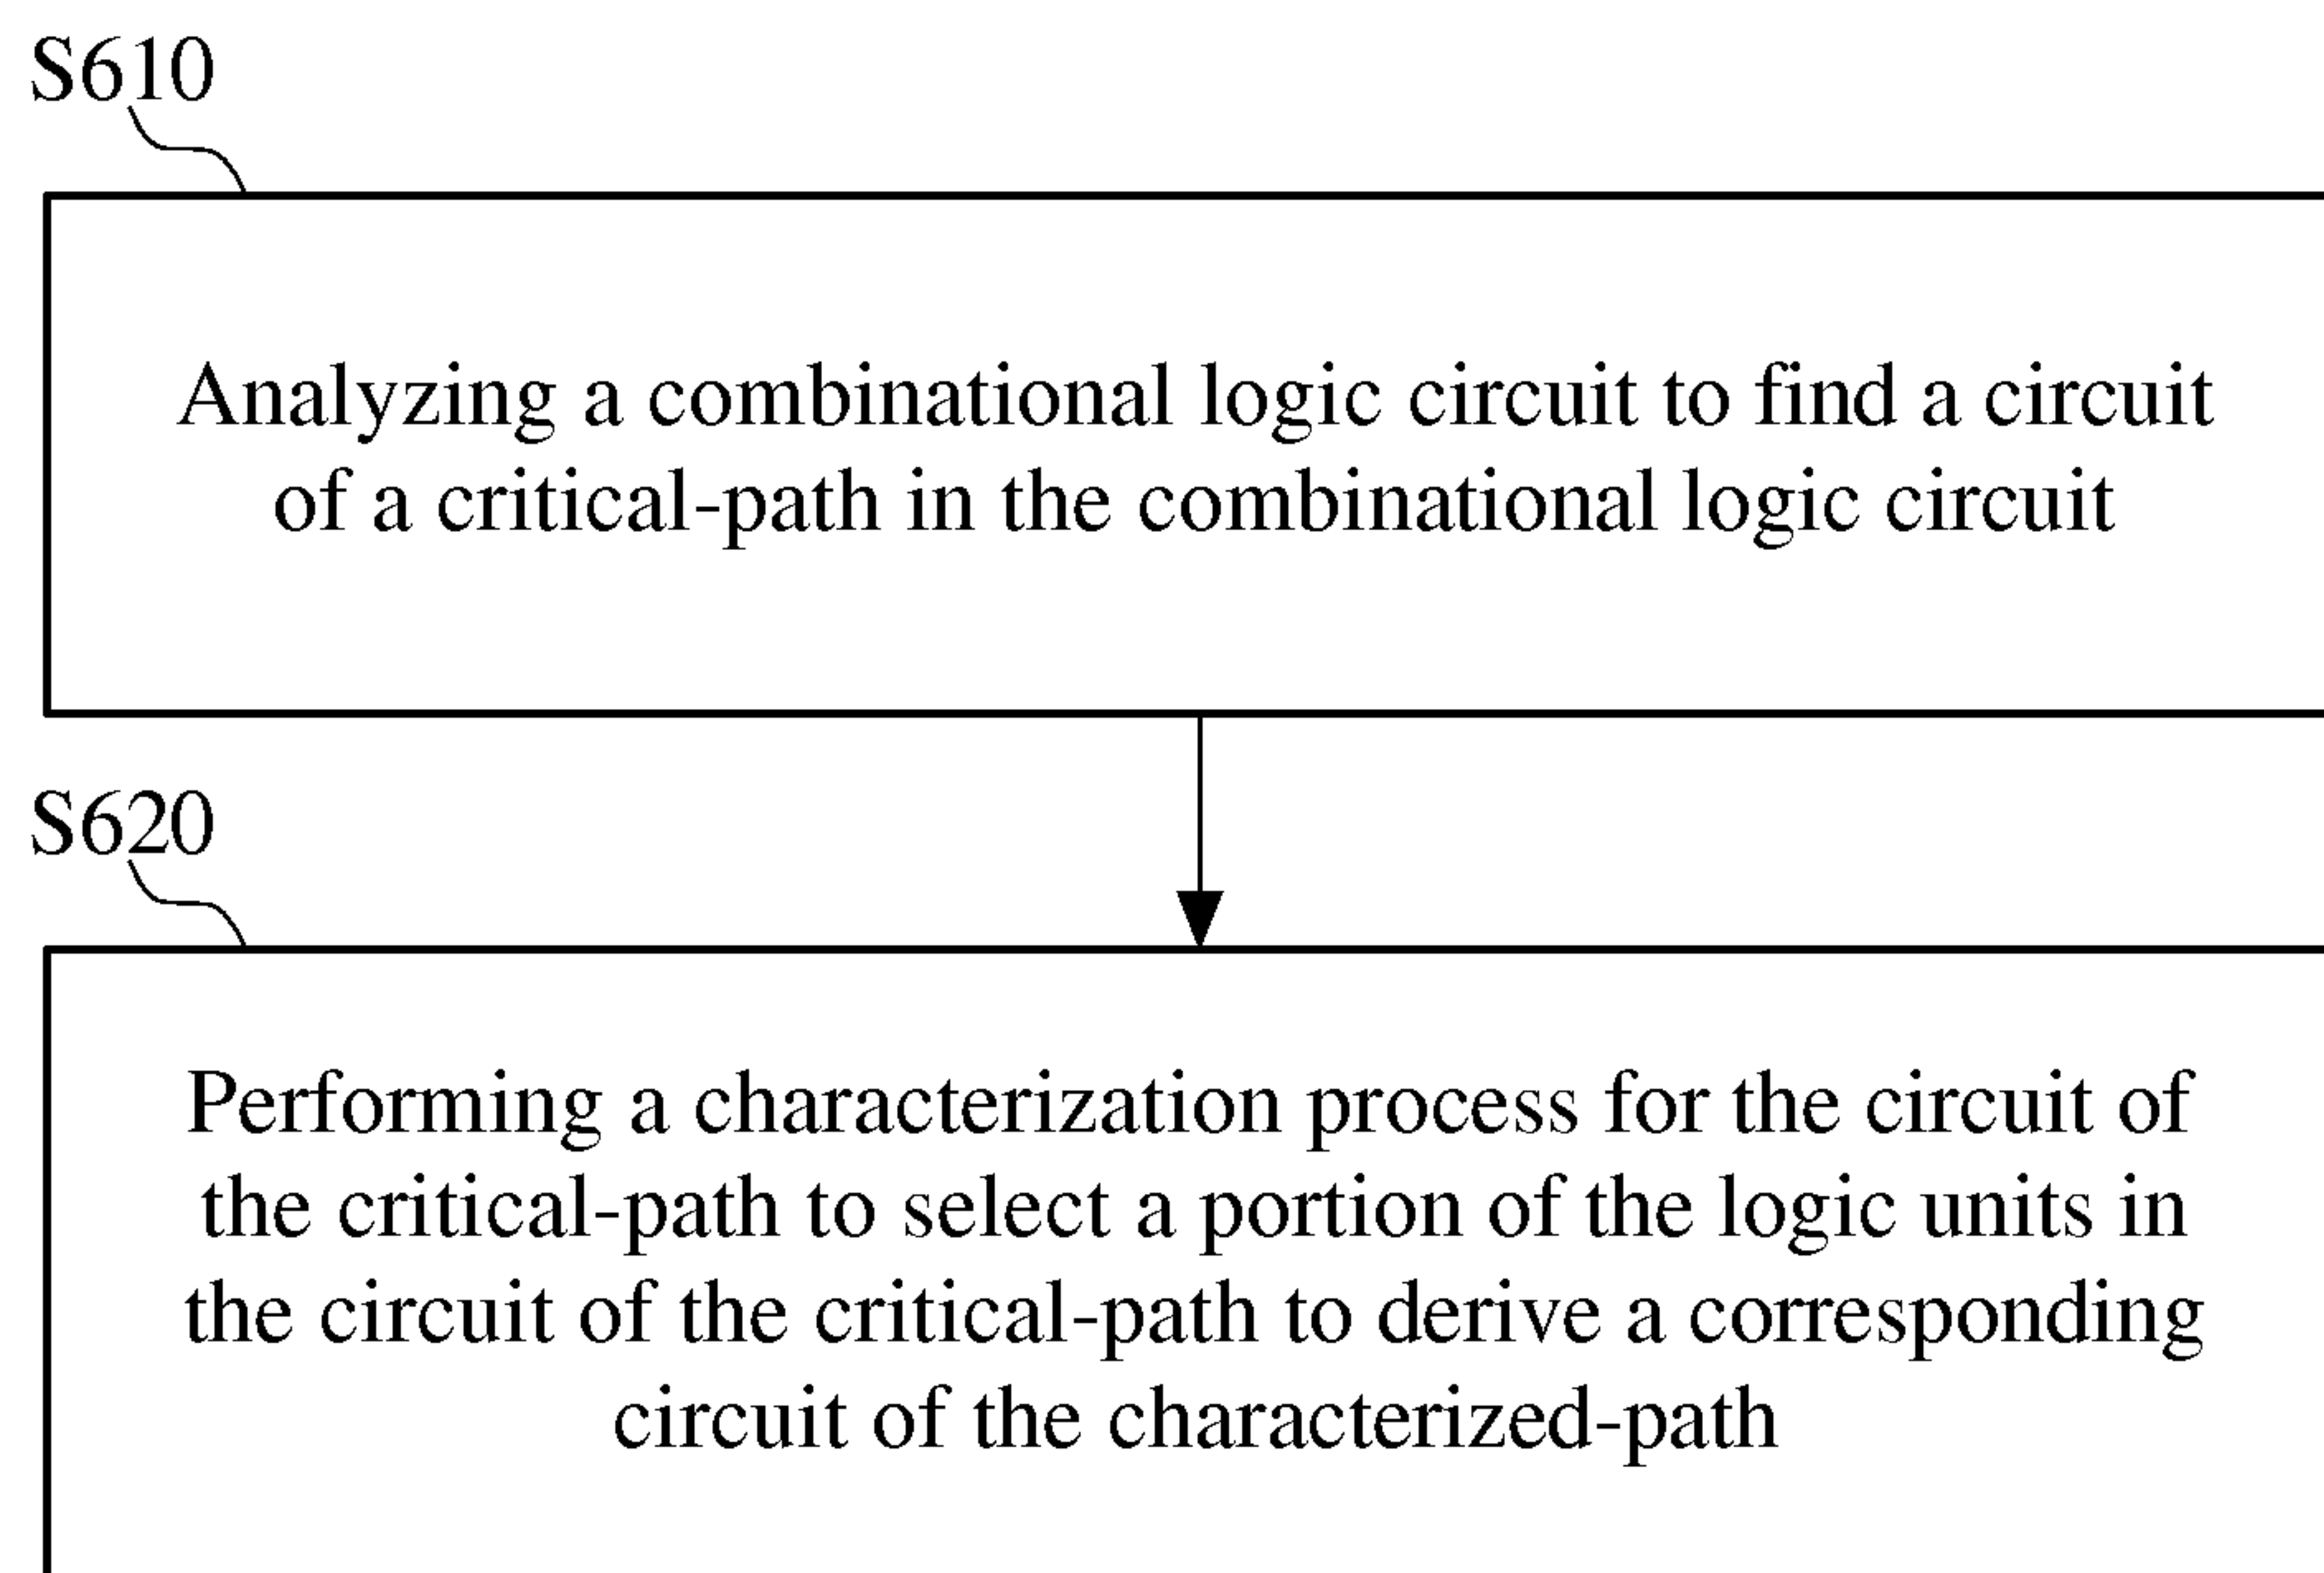 S610
Analyzing a combinational logic circuit to find a circuit
of a critical-path in the combinational logic circuit
S620
Performing a characterization process for the circuit of
the critical-path to select a portion of the logic units in
the circuit of the critical-path to derive a corresponding
circuit of the characterized-path